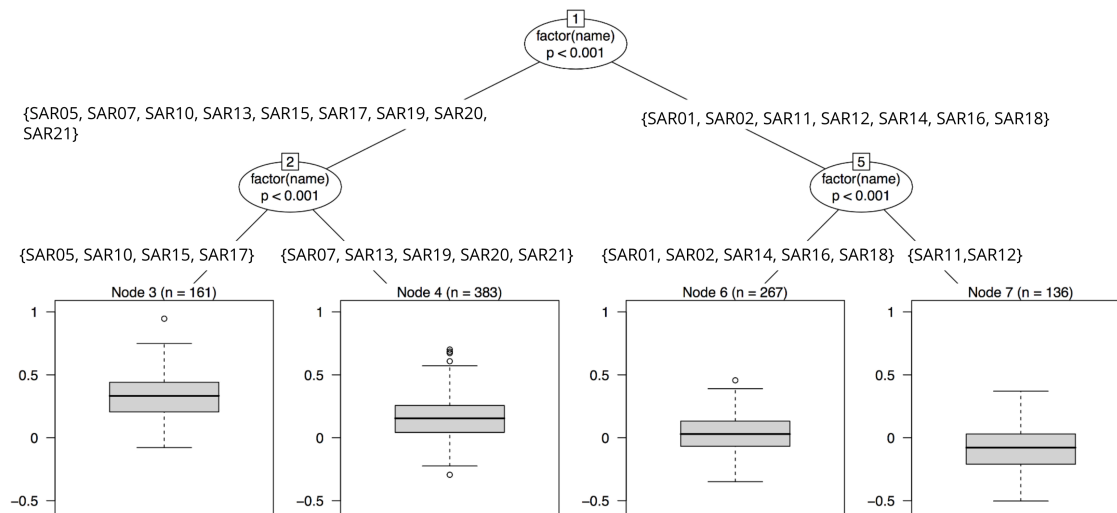 1
factor(name)
p < 0.001
{SAR05, SAR07, SAR10, SAR13, SAR15, SAR17, SAR19, SAR20,
SAR21}
{SAR01, SAR02, SAR11, SAR12, SAR14, SAR16, SAR18}
2
factor(name)
p < 0.001
5
factor(name)
p < 0.001
{SAR05, SAR10, SAR15, SAR17}
{SAR07, SAR13, SAR19, SAR20, SAR21}
{SAR01, SAR02, SAR14, SAR16, SAR18}
{SAR11,SAR12}
Node 3 (n = 161)
1
0.5
0
−0.5
Node 4 (n = 383)
1
0.5
0
−0.5
Node 6 (n = 267)
1
0.5
0
−0.5
Node 7 (n = 136)
1
0.5
0
−0.5